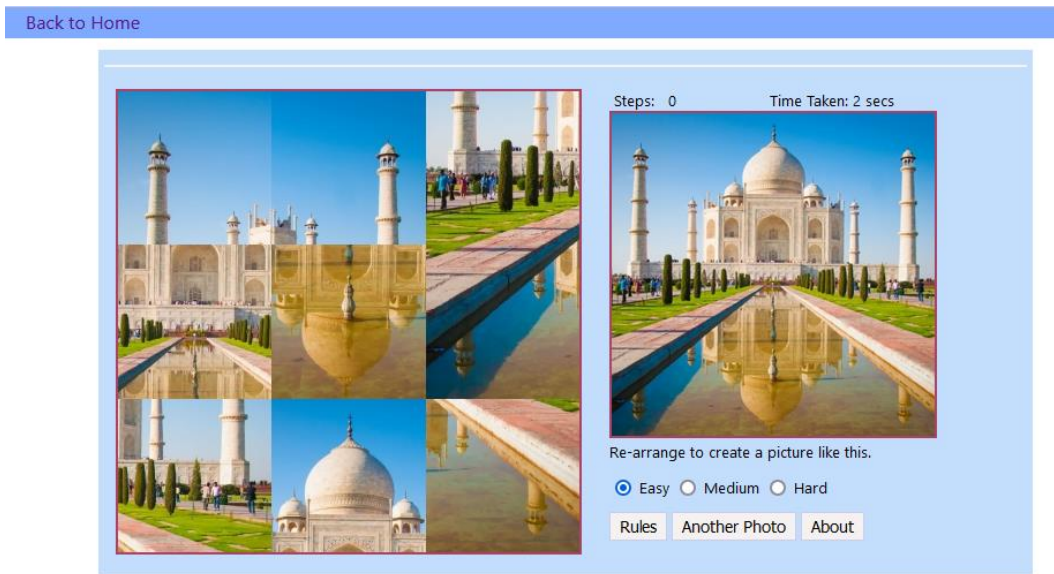 Back to Home
Steps: 0 Time Taken: 2 secs
Re-arrange to create a picture like this.
Easy Medium Hard
Rules Another Photo About